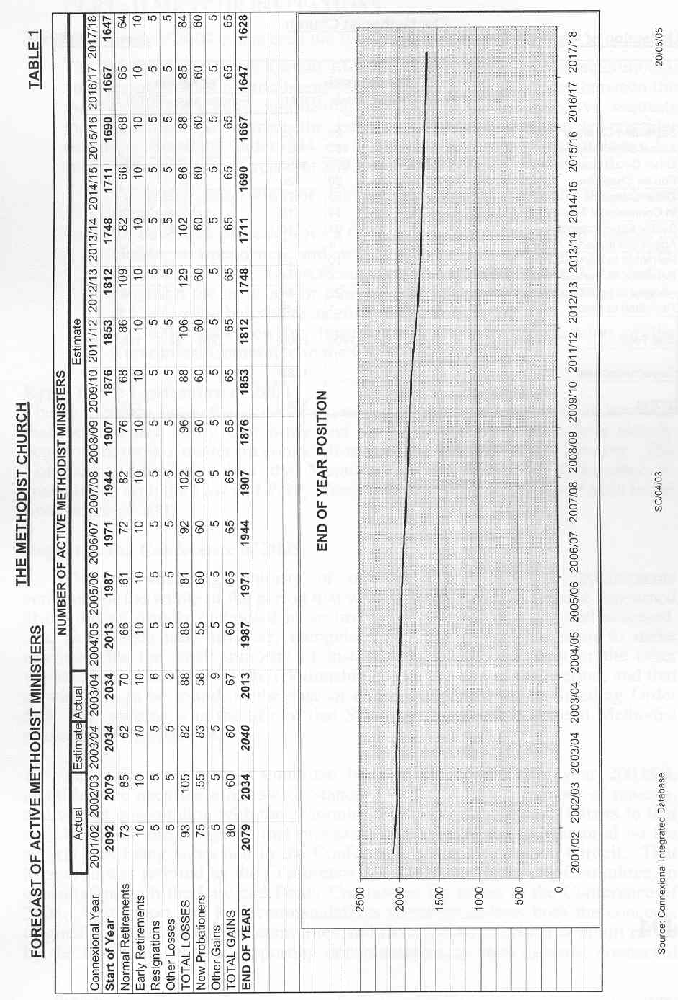 TABLE 1
THE METHODIST CHURCH
FORECAST OF ACTIVE METHODIST MINISTERS
NUMBER OF ACTIVE METHODIST MINISTERS
Actual Estimate Actual Estimate
Connexional Year 2001/02 2002/03 2003/04 2003/04 2004/05 2005/06 2006/07 2007/08 2008/09 2009/10 2011/12 2012/13 2013/14 2014/15 2015/16 2016/17 2017/18
Start of Year 2092 2079 2034 2034 2013 1987 1971 1944 1907 1876 1853 1812 1748 1711 1690 1667 1647
Normal Retirements 73 85 62 70 66 61 72 82 76 68 86 109 82 66 68 65 64
Early Retirements 10 10 10 10 10 10 10 10 10 10 10 10 10 10 10 10 10
Resignations 5 5 5 6 5 5 5 5 5 5 5 5 5 5 5 5 5
Other Losses 5 5 5 2 5 5 5 5 5 5 5 5 5 5 5 5 5
TOTAL LOSSES 93 105 82 88 86 81 92 102 96 88 106 129 102 86 88 85 84
New Probationers 75 55 83 58 55 60 60 60 60 60 60 60 60 60 60 60 60
Other Gains 5 5 5 9 5 5 5 5 5 5 5 5 5 5 5 5 5
TOTAL GAINS 80 60 60 67 60 65 65 65 65 65 65 65 65 65 65 65 65
END OF YEAR 2079 2034 2040 2013 1987 1971 1944 1907 1876 1853 1812 1748 1711 1690 1667 1647 1628
END OF YEAR POSITION
2500
2000
1500
1000
500
0
2001/02 2002/03 2003/04 2003/04 2004/05 2005/06 2006/07 2007/08 2008/09 2009/10 2011/12 2012/13 2013/14 2014/15 2015/16 2016/17 2017/18
Source: Connexional Integrated Database SC/04/03 20/05/05